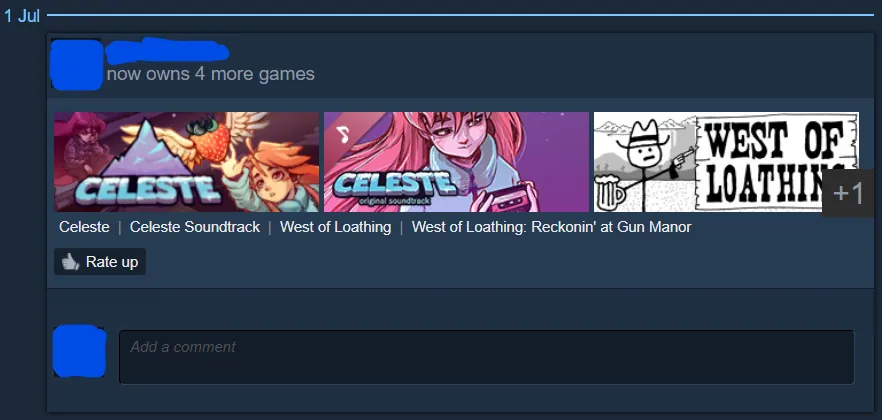 1 Jul
now owns 4 more games
CELESTE
CELESTE
original soundtrack
WEST OF
LOATHING
+1
Celeste | Celeste Soundtrack | West of Loathing | West of Loathing: Reckonin' at Gun Manor
Rate up
Add a comment